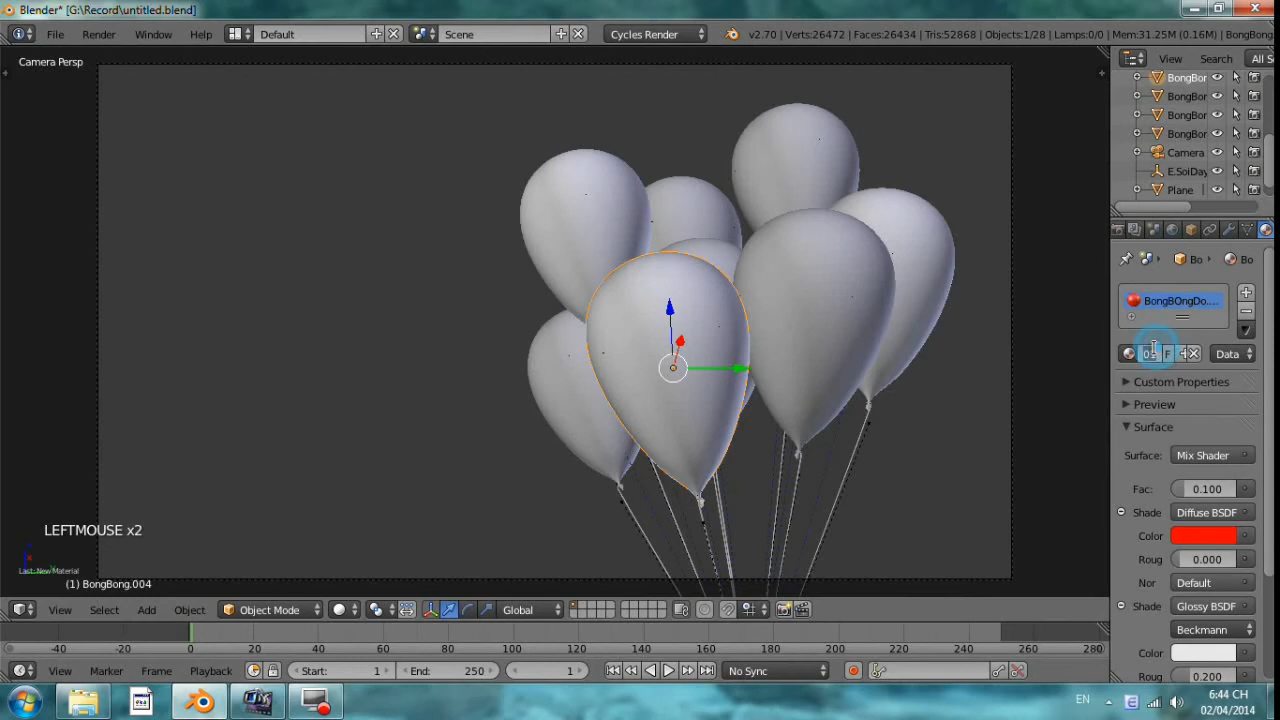 Blender* [G:\Record\untitled.blend]
File Render Window Help Default Scene Cycles Render v2.70 | Verts:26472 | Faces:26434 | Tris:52868 | Objects:1/28 | Lamps:0/0 | Mem:31.25M (0.16M) | BongBong
Camera Persp
View Search All S
BongBor
BongBor
BongBor
BongBor
Camera
E.SoiDay
Plane
Bo Bo
BongBOngDo....
F Data
Custom Properties
Preview
Surface
Surface: Mix Shader
Fac: 0.100
Shade Diffuse BSDF
Color
Roug 0.000
Nor Default
Shade Glossy BSDF
Beckmann
Color
Roug 0.200
LEFTMOUSE x2
Last: New Material
(1) BongBong.004
View Select Add Object Object Mode Global
-40 -20 0 20 40 60 80 100 120 140 160 180 200 220 240 260 280
View Marker Frame Playback Start: 1 End: 250 1 No Sync
EN 6:44 CH
02/04/2014